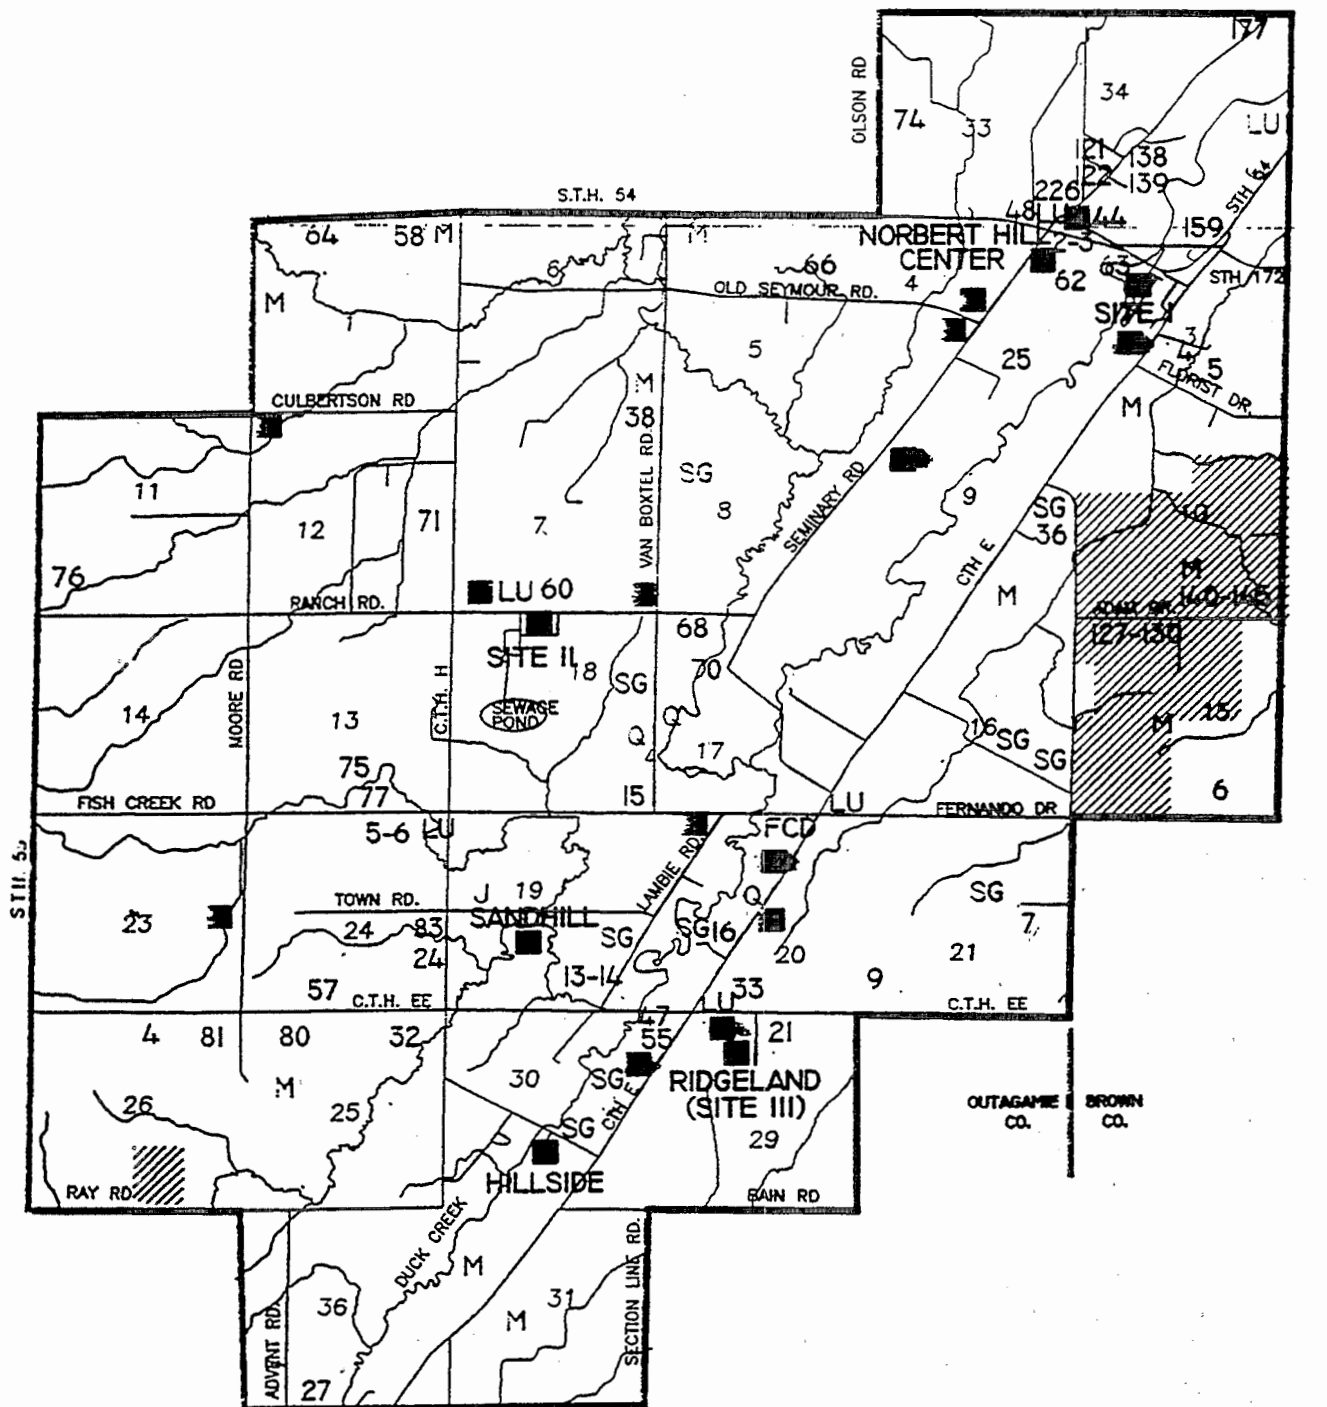 177
OLSON RD
34
74
33
LU
121
138
122
139
STH 54
226
S.T.H. 54
48 LU 44
64
58 M
M
NORBERT HILL 2-3
159
CENTER
66
4
63
62
STH 172
6
OLD SEYMOUR RD.
M
SITE I
1
3
4
5
5
25
FLORIST DR.
M
M
CULBERTSON RD
38
VAN BOXTEL RD.
SG
SEMINARY RD
11
9
SG
36
10
12
71
7
8
CTH E
M
140-145
76
LU 60
M
RANCH RD.
127-130
68
SITE II
18
70
SG
MOORE RD
C.T.H. H
SEWAGE
POND
14
13
Q
Q
16
SG
M
15
17
SG
75
77
15
6
FISH CREEK RD
LU
FERNANDO DR
5-6 LU
FCD
LAMBIE RD.
J
19
SG
TOWN RD.
Q
23
SANDHILL
7
24
83
SG
SG
16
24
20
21
13-14
9
57
C.T.H. EE
LU
33
C.T.H. EE
4
81
80
32
47
55
21
30
SG
RIDGELAND
(SITE III)
M
CTH E
26
25
OUTAGAMIE
BROWN
CO.
CO.
SG
29
HILLSIDE
RAY RD.
BAIN RD
DUCK CREEK
M
SECTION LINE RD.
36
31
M
ADVENT RD.
27